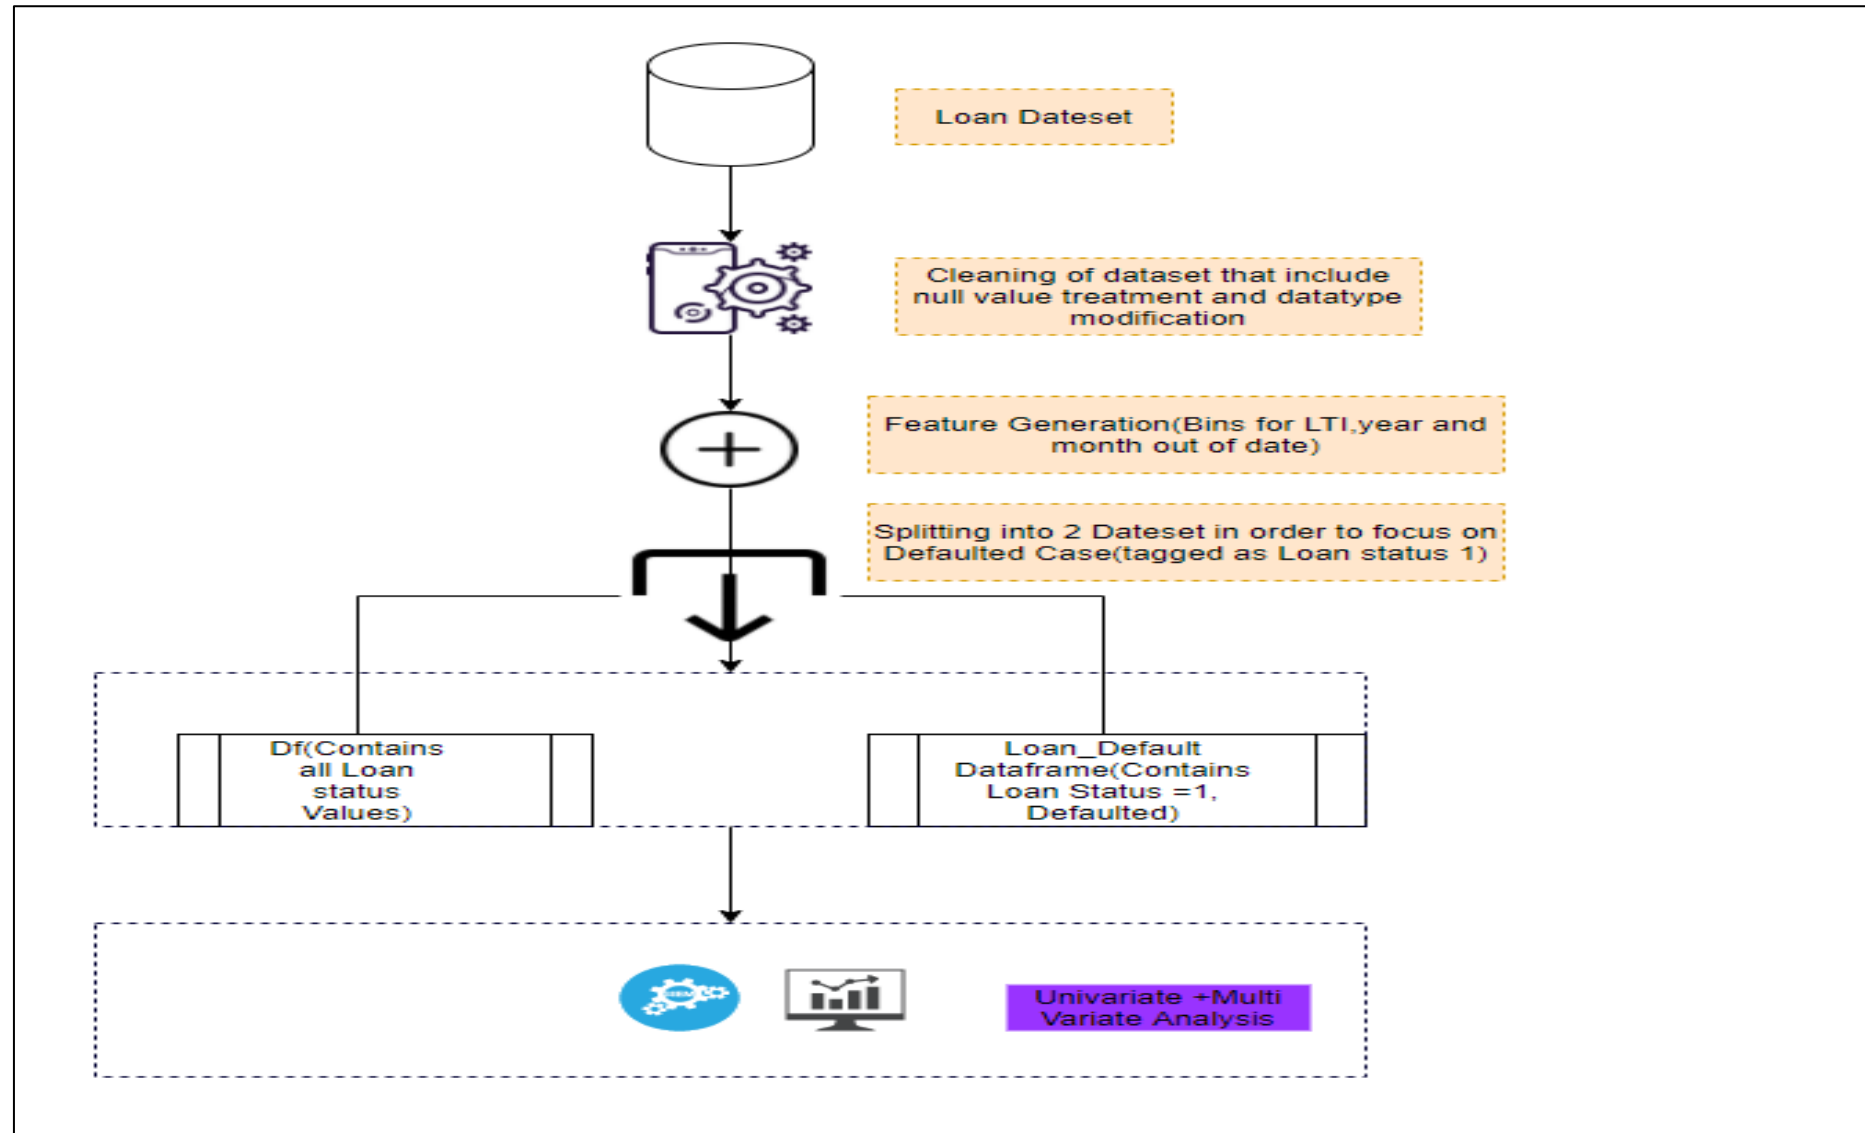 Loan Dateset
Cleaning of dataset that include
null value treatment and datatype
modification
Feature Generation(Bins for LTI,year and
month out of date)
Splitting into 2 Dateset in order to focus on
Defaulted Case(tagged as Loan status 1)
Df(Contains
all Loan
status
Values)
Loan_Default
Dataframe(Contains
Loan Status =1,
Defaulted)
Univariate +Multi
Variate Analysis